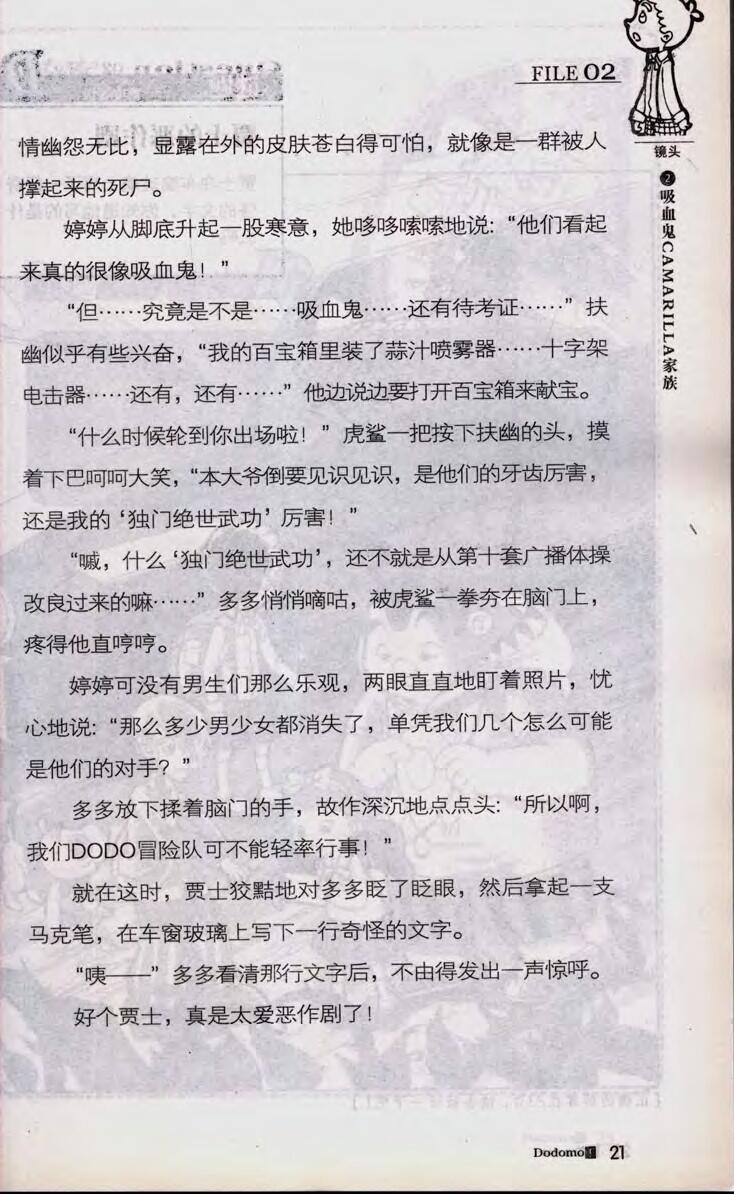 FILE 02
镜头
❷吸血鬼CAMARILLA家族
情幽怨无比，显露在外的皮肤苍白得可怕，就像是一群被人
撑起来的死尸。
婷婷从脚底升起一股寒意，她哆哆嗦嗦地说：“他们看起
来真的很像吸血鬼！”
“但……究竟是不是……吸血鬼……还有待考证……”扶
幽似乎有些兴奋，“我的百宝箱里装了蒜汁喷雾器……十字架
电击器……还有，还有……”他边说边要打开百宝箱来献宝。
“什么时候轮到你出场啦！”虎鲨一把按下扶幽的头，摸
着下巴呵呵大笑，“本大爷倒要见识见识，是他们的牙齿厉害，
还是我的‘独门绝世武功’厉害！”
“嘁，什么‘独门绝世武功’，还不就是从第十套广播体操
改良过来的嘛……”多多悄悄嘀咕，被虎鲨一拳夯在脑门上，
疼得他直哼哼。
婷婷可没有男生们那么乐观，两眼直直地盯着照片，忧
心地说：“那么多少男少女都消失了，单凭我们几个怎么可能
是他们的对手？”
多多放下揉着脑门的手，故作深沉地点点头：“所以啊，
我们DODO冒险队可不能轻率行事！”
就在这时，贾士狡黠地对多多眨了眨眼，然后拿起一支
马克笔，在车窗玻璃上写下一行奇怪的文字。
“咦——”多多看清那行文字后，不由得发出一声惊呼。
好个贾士，真是太爱恶作剧了！
Dodomo 21